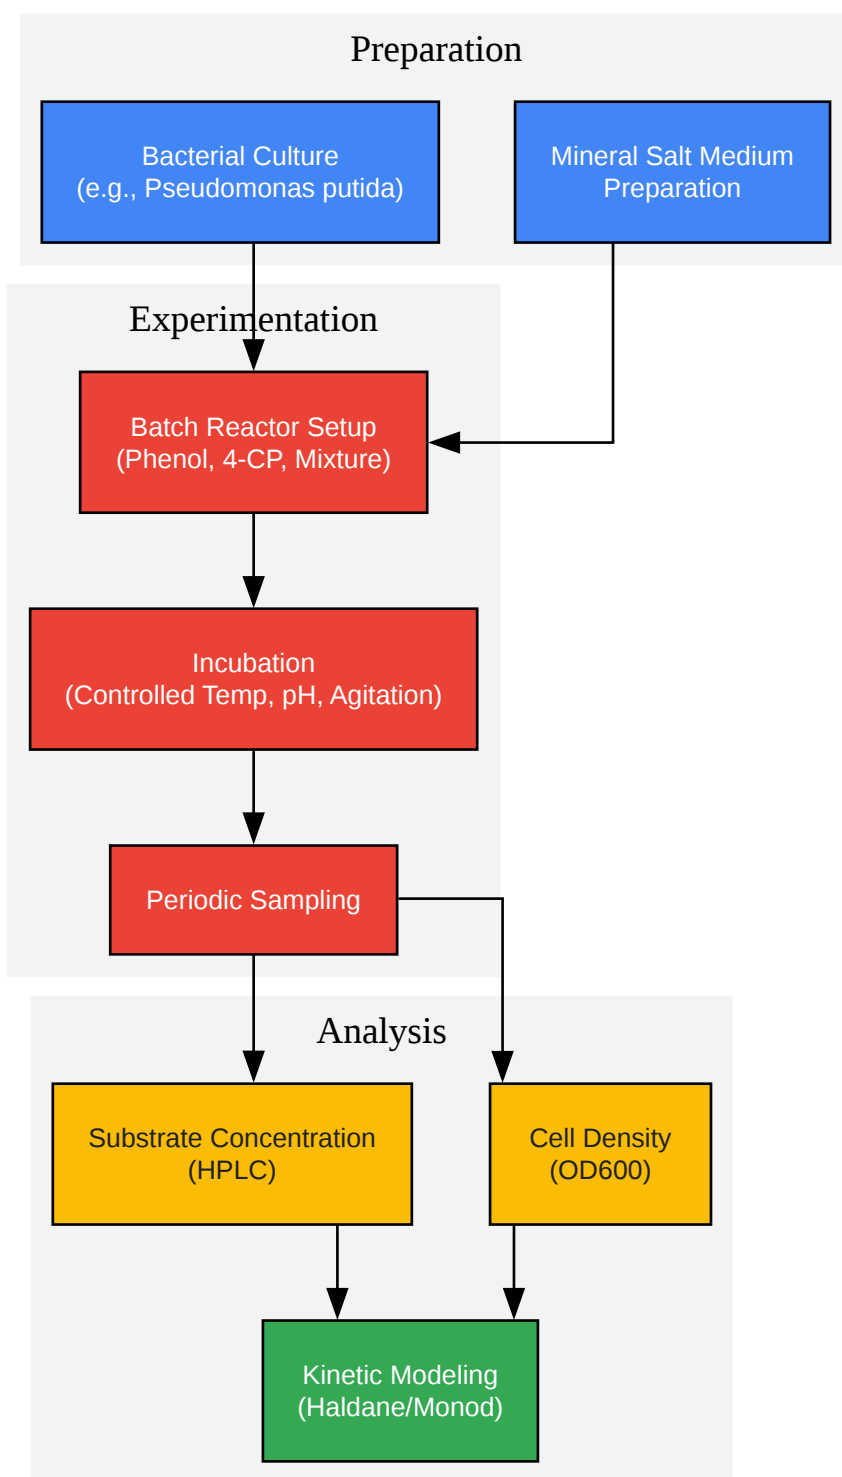 Preparation
Bacterial Culture
(e.g., Pseudomonas putida)
Mineral Salt Medium
Preparation
Experimentation
Batch Reactor Setup
(Phenol, 4-CP, Mixture)
Incubation
(Controlled Temp, pH, Agitation)
Periodic Sampling
Analysis
Substrate Concentration
(HPLC)
Cell Density
(OD600)
Kinetic Modeling
(Haldane/Monod)